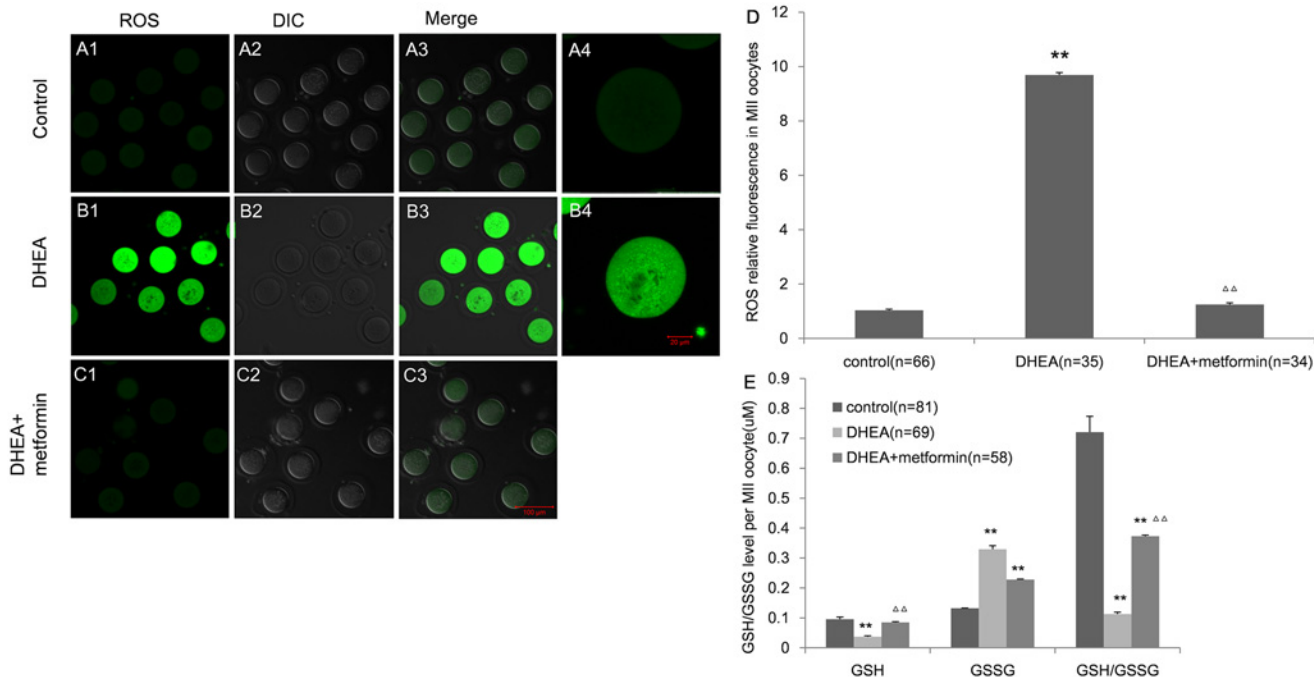 ROS DIC Merge
Control
A1 A2 A3 A4
DHEA
B1 B2 B3 B4
20 μm
DHEA+
metformin
C1 C2 C3
100 μm
D
ROS relative fluorescence in MII oocytes
12
10
8
6
4
2
0
**
△△
control(n=66) DHEA(n=35) DHEA+metformin(n=34)
E
GSH/GSSG level per MII oocyte(uM)
0.9
0.8
0.7
0.6
0.5
0.4
0.3
0.2
0.1
0
control(n=81)
DHEA(n=69)
DHEA+metformin(n=58)
** △△
** **
** ** △△
GSH GSSG GSH/GSSG